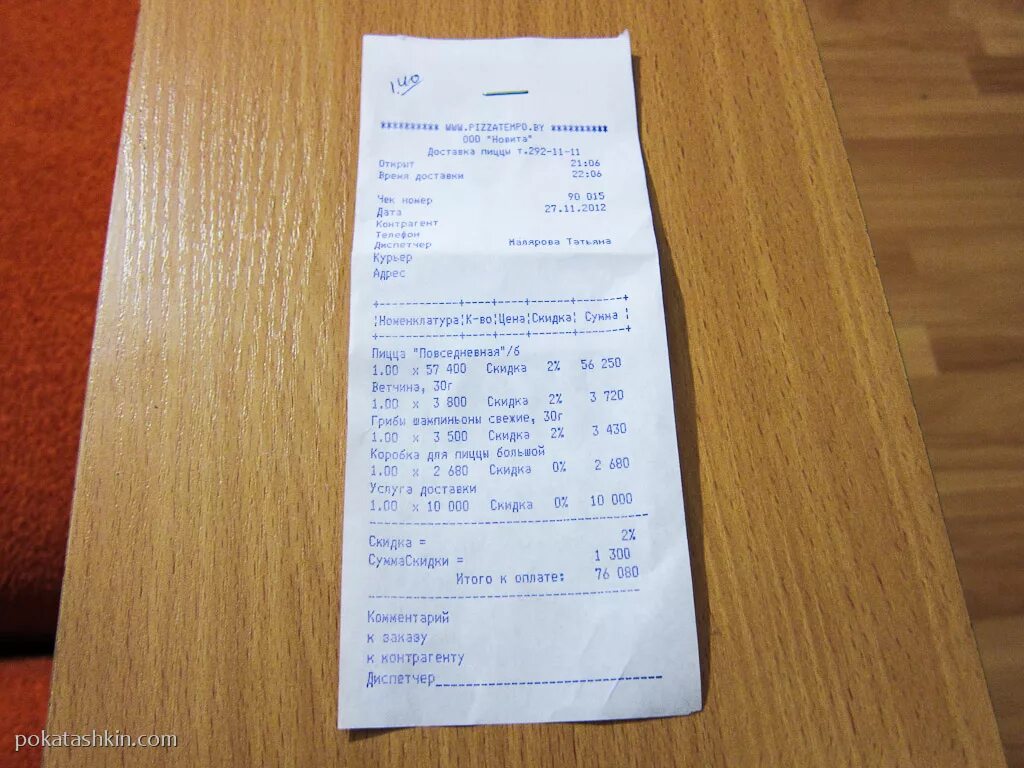 1.40
********** WWW.PIZZATEMPO.BY **********
ООО "Новита"
Доставка пиццы т.292-11-11
Открыт 21:06
Время доставки 22:06
Чек номер 90 015
Дата 27.11.2012
Контрагент
Телефон
Диспетчер Малярова Татьяна
Курьер
Адрес
+------------+----+----+------+-------+
¦Номенклатура¦К-во¦Цена¦Скидка¦ Сумма ¦
+------------+----+----+------+-------+
Пицца "Повседневная"/б
1.00 x 57 400 Скидка 2% 56 250
Ветчина, 30г
1.00 x 3 800 Скидка 2% 3 720
Грибы шампиньоны свежие, 30г
1.00 x 3 500 Скидка 2% 3 430
Коробка для пиццы большой
1.00 x 2 680 Скидка 0% 2 680
Услуга доставки
1.00 x 10 000 Скидка 0% 10 000
---------------------------------------
Скидка = 2%
СуммаСкидки = 1 300
Итого к оплате: 76 080
---------------------------------------
Комментарий
к заказу
к контрагенту
Диспетчер______________________________
pokatashkin.com